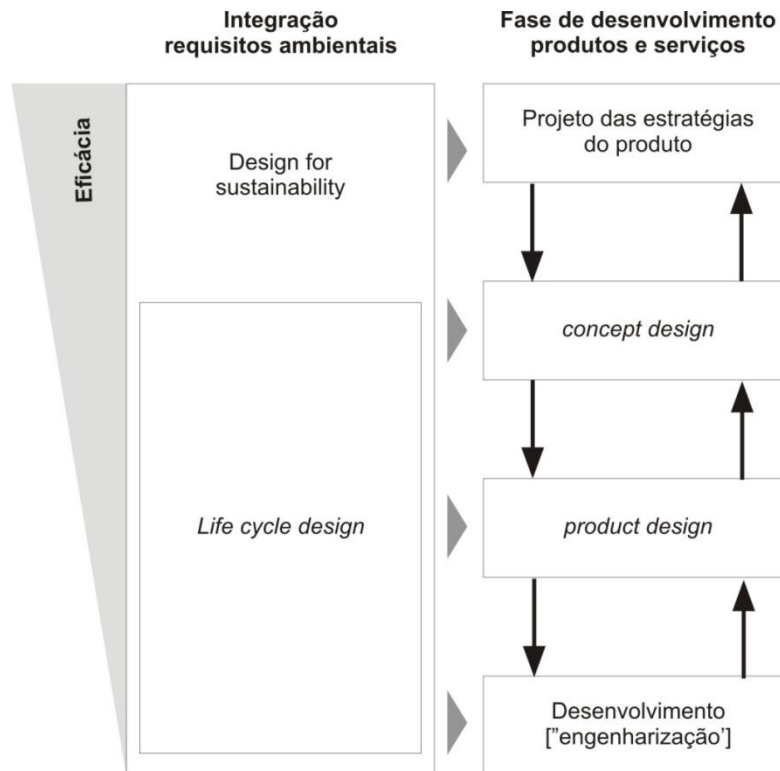 Integração
requisitos ambientais
Fase de desenvolvimento
produtos e serviços
Eficácia
Design for
sustainability
Projeto das estratégias
do produto
concept design
Life cycle design
product design
Desenvolvimento
["engenharização']